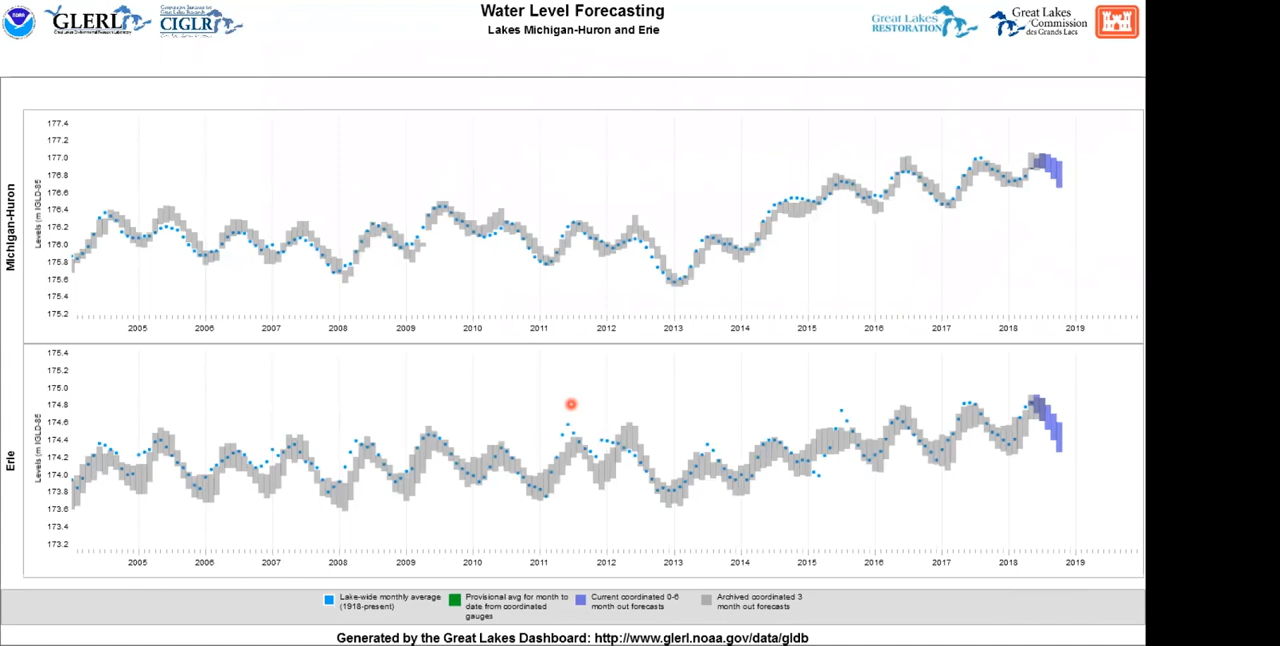 Water Level Forecasting
Lakes Michigan-Huron and Erie
NOAA
GLERL
Great Lakes Environmental Research Laboratory
CIGLR
Great Lakes
RESTORATION
Great Lakes
Commission
des Grands Lacs
Michigan-Huron
Levels (m IGLD-85
177.4
177.2
177.0
176.8
176.6
176.4
176.2
176.0
175.8
175.6
175.4
175.2
2005 2006 2007 2008 2009 2010 2011 2012 2013 2014 2015 2016 2017 2018 2019
Erie
Levels (m IGLD-85
175.4
175.2
175.0
174.8
174.6
174.4
174.2
174.0
173.8
173.6
173.4
173.2
2005 2006 2007 2008 2009 2010 2011 2012 2013 2014 2015 2016 2017 2018 2019
Lake-wide monthly average
(1918-present)
Provisional avg for month to
date from coordinated
gauges
Current coordinated 0-6
month out forecasts
Archived coordinated 3
month out forecasts
Generated by the Great Lakes Dashboard: http://www.glerl.noaa.gov/data/gldb